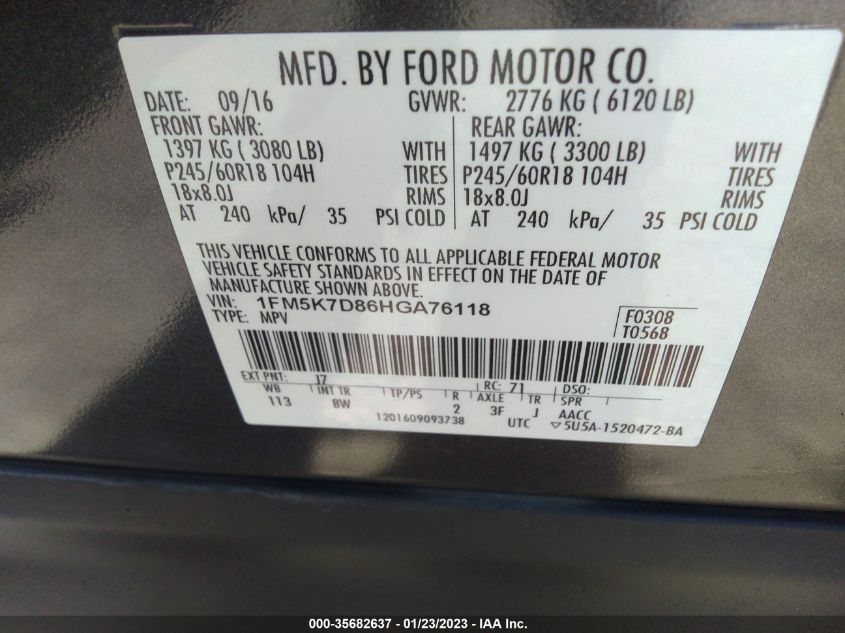 MFD. BY FORD MOTOR CO.
DATE: 09/16 GVWR: 2776 KG ( 6120 LB)
FRONT GAWR: REAR GAWR:
1397 KG ( 3080 LB) WITH 1497 KG ( 3300 LB) WITH
P245/60R18 104H TIRES P245/60R18 104H TIRES
18x8.0J RIMS 18x8.0J RIMS
AT 240 kPa/ 35 PSI COLD AT 240 kPa/ 35 PSI COLD
THIS VEHICLE CONFORMS TO ALL APPLICABLE FEDERAL MOTOR
VEHICLE SAFETY STANDARDS IN EFFECT ON THE DATE OF
MANUFACTURE SHOWN ABOVE.
VIN: 1FM5K7D86HGA76118 F0308
TYPE: MPV T0568
EXT PNT: J7 RC: 71 DSO:
WB INT TR TP/PS R AXLE TR SPR
113 8W 2 3F J AACC
1201609093738 UTC ▽5U5A-1520472-BA
000-35682637 - 01/23/2023 - IAA Inc.